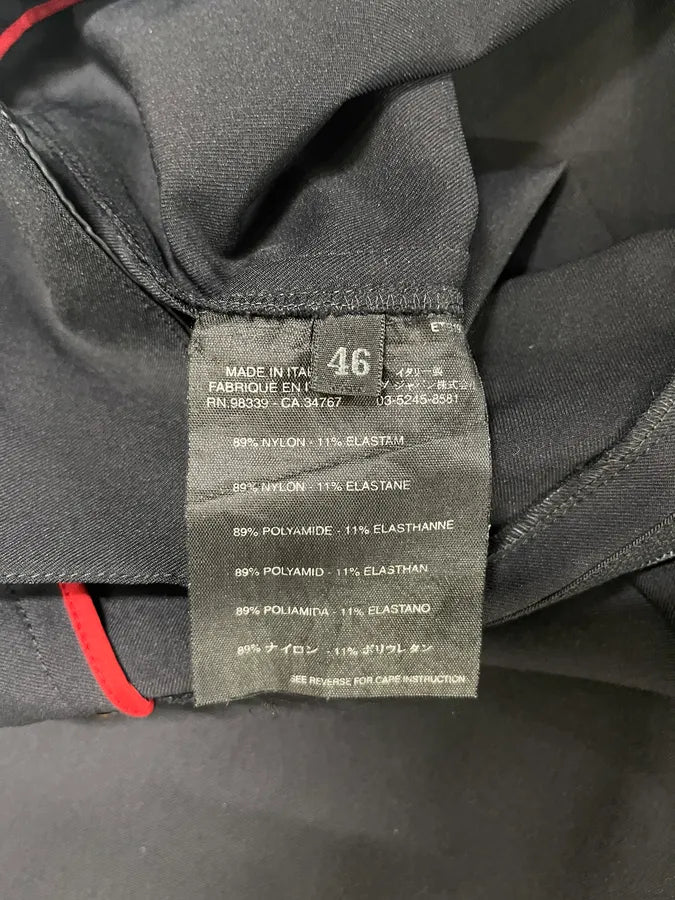 46
MADE IN
FABRIQUE EN
RN.98339 - CA.34767 03-5245-8581
89% NYLON - 11% ELASTAM
89% NYLON - 11% ELASTANE
89% POLYAMIDE - 11% ELASTHANNE
89% POLYAMID - 11% ELASTHAN
89% POLIAMIDA - 11% ELASTANO
89% ナイロン - 11% ポリウレタン
SEE REVERSE FOR CARE INSTRUCTION